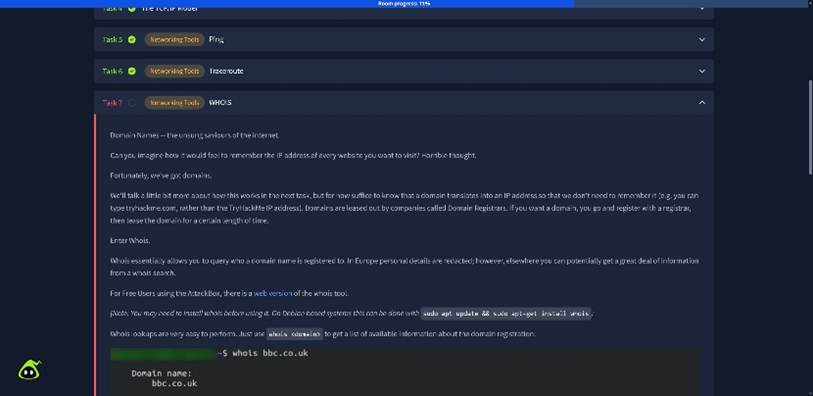 Room progress: 11%
Task 4 The TCP/IP Model
Task 5 Networking Tools Ping
Task 6 Networking Tools Traceroute
Task 7 Networking Tools WHOIS
Domain Names -- the unsung saviours of the internet.
Can you imagine how it would feel to remember the IP address of every website you want to visit? Horrible thought.
Fortunately, we've got domains.
We'll talk a little bit more about how this works in the next task, but for now suffice to know that a domain translates into an IP address so that we don't need to remember it (e.g. you can
type tryhackme.com, rather than the TryHackMe IP address). Domains are leased out by companies called Domain Registrars. If you want a domain, you go and register with a registrar,
then lease the domain for a certain length of time.
Enter Whois.
Whois essentially allows you to query who a domain name is registered to. In Europe personal details are redacted; however, elsewhere you can potentially get a great deal of information
from a whois search.
For Free Users using the AttackBox, there is a web version of the whois tool.
(Note: You may need to install whois before using it. On Debian based systems this can be done with sudo apt update && sudo apt-get install whois)
Whois lookups are very easy to perform. Just use whois <domain> to get a list of available information about the domain registration.
~$ whois bbc.co.uk
Domain name:
bbc.co.uk